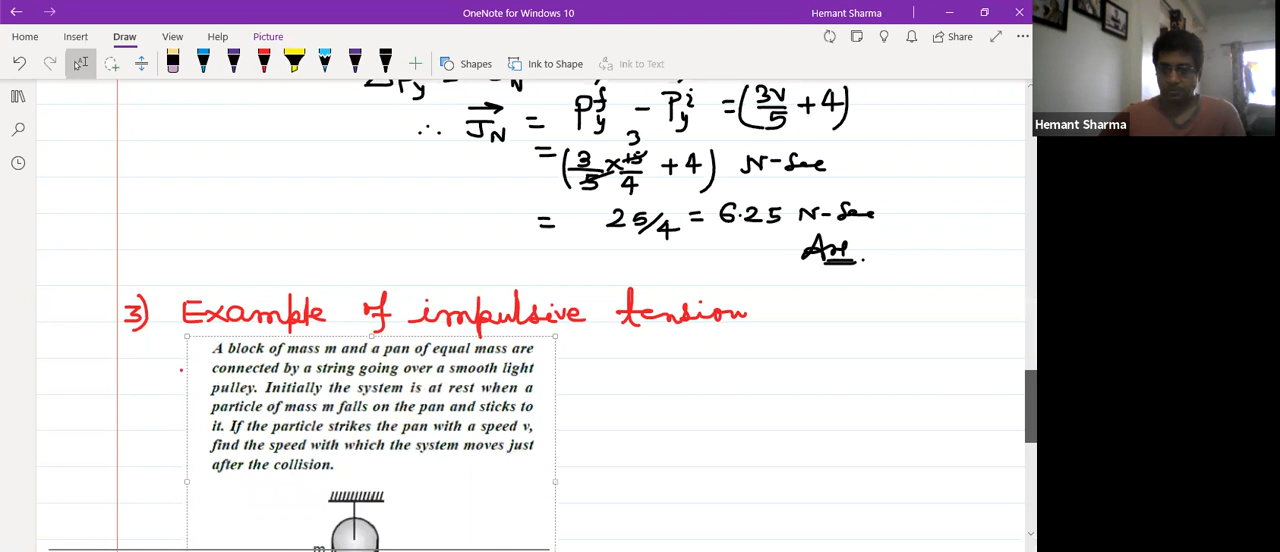 OneNote for Windows 10
Hemant Sharma
Home Insert Draw View Help Picture
Share
Shapes Ink to Shape Ink to Text
Hemant Sharma
∴ J_N = P_y^f - P_y^i = (3v/5 + 4)
= (3/5 × 15/4 + 4) N-Sec
3
= 25/4 = 6.25 N-Sec
Ans.
3) Example of impulsive tension
A block of mass m and a pan of equal mass are
connected by a string going over a smooth light
pulley. Initially the system is at rest when a
particle of mass m falls on the pan and sticks to
it. If the particle strikes the pan with a speed v,
find the speed with which the system moves just
after the collision.
m